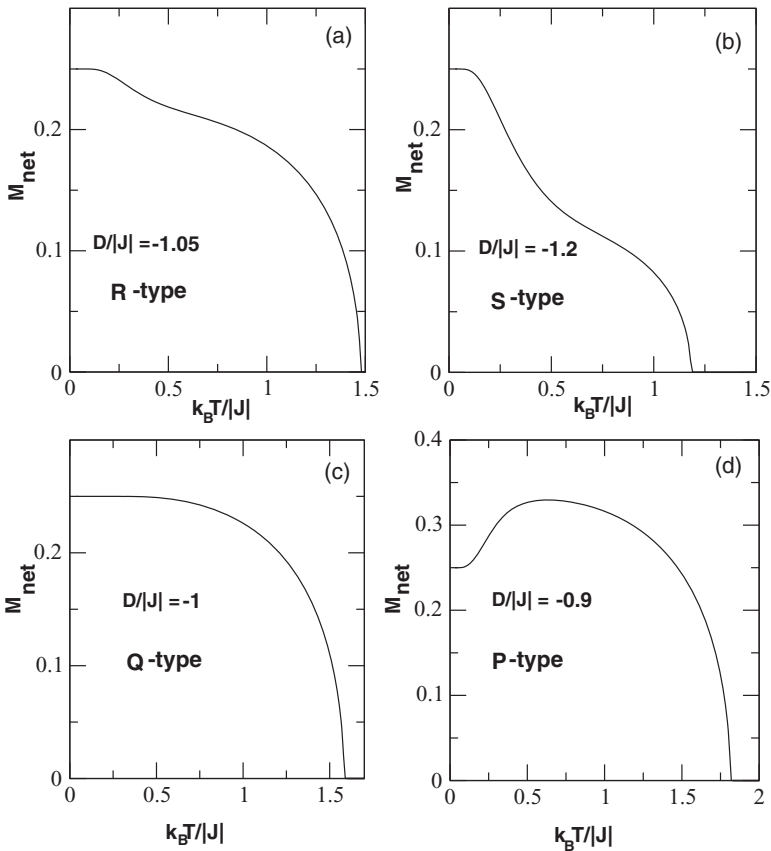 (a)
0.2
0.1
0
M_net
D/|J| =-1.05
R -type
0 0.5 1 1.5
k_BT/|J|
(b)
0.2
0.1
0
M_net
D/|J| =-1.2
S -type
0 0.5 1 1.5
k_BT/|J|
(c)
0.2
0.1
0
M_net
D/|J| =-1
Q -type
0 0.5 1 1.5
k_BT/|J|
(d)
0.4
0.3
0.2
0.1
0
M_net
D/|J| = -0.9
P-type
0 0.5 1 1.5 2
k_BT/|J|